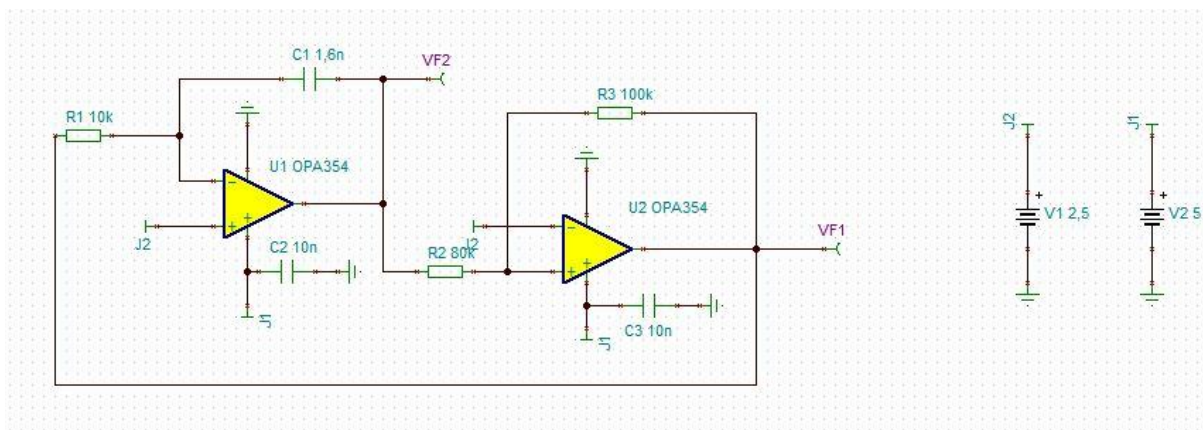 C1 1,6n
VF2
R1 10k
U1 OPA354
J2
C2 10n
J1
R3 100k
U2 OPA354
J2
R2 80k
VF1
C3 10n
J1
J2
V1 2,5
J1
V2 5